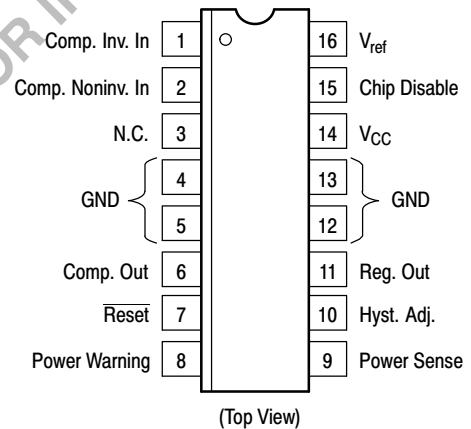 OR IN
Comp. Inv. In 1 16 Vref
Comp. Noninv. In 2 15 Chip Disable
N.C. 3 14 VCC
4 13
GND GND
5 12
Comp. Out 6 11 Reg. Out
Reset 7 10 Hyst. Adj.
Power Warning 8 9 Power Sense
(Top View)